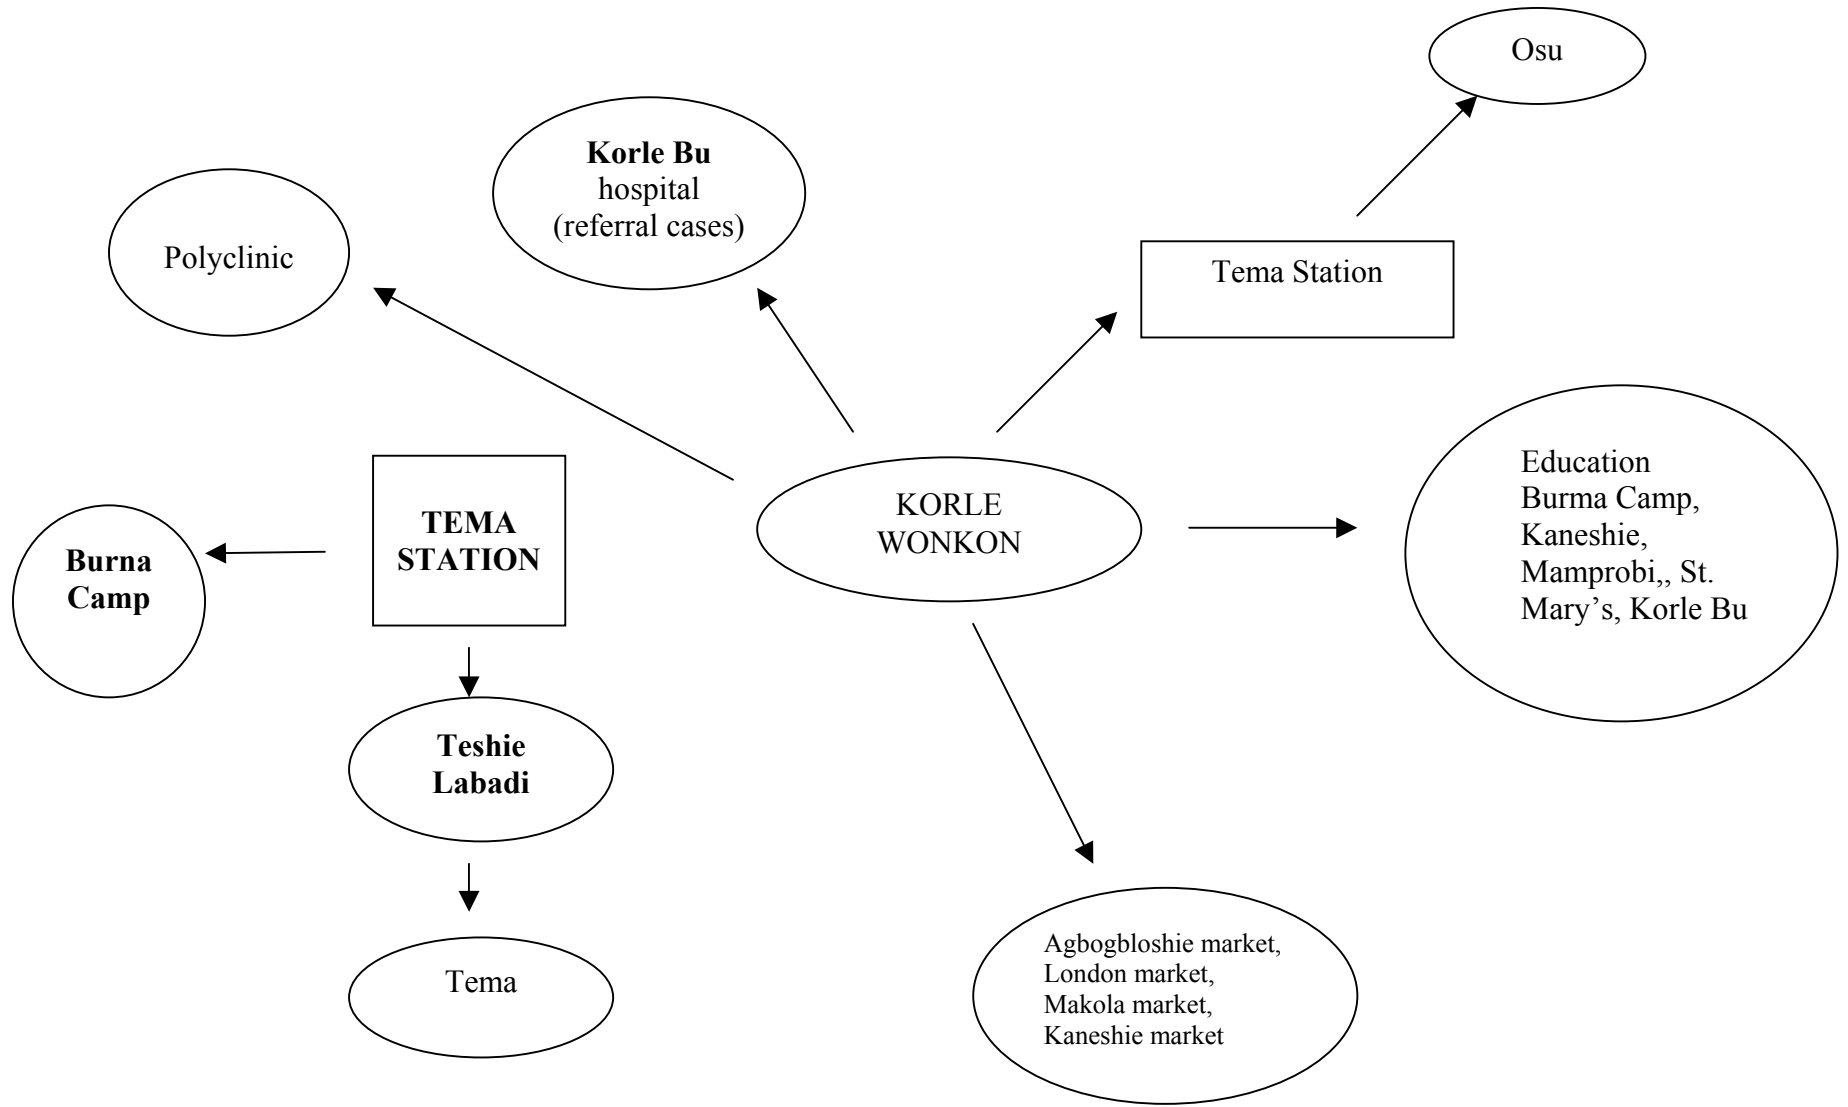 Osu
Korle Bu
hospital
(referral cases)
Polyclinic
Tema Station
Education
Burma Camp,
Kaneshie,
Mamprobi,, St.
Mary’s, Korle Bu
KORLE
WONKON
TEMA
STATION
Burna
Camp
Teshie
Labadi
Tema
Agbogbloshie market,
London market,
Makola market,
Kaneshie market